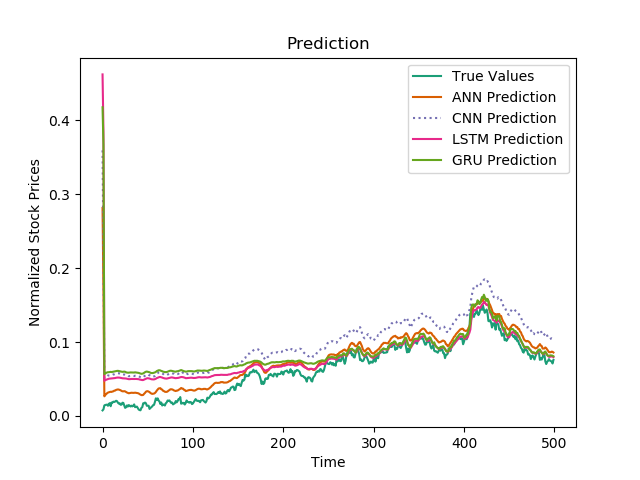 Prediction
True Values
ANN Prediction
CNN Prediction
LSTM Prediction
GRU Prediction
Normalized Stock Prices
0.4
0.3
0.2
0.1
0.0
0 100 200 300 400 500
Time